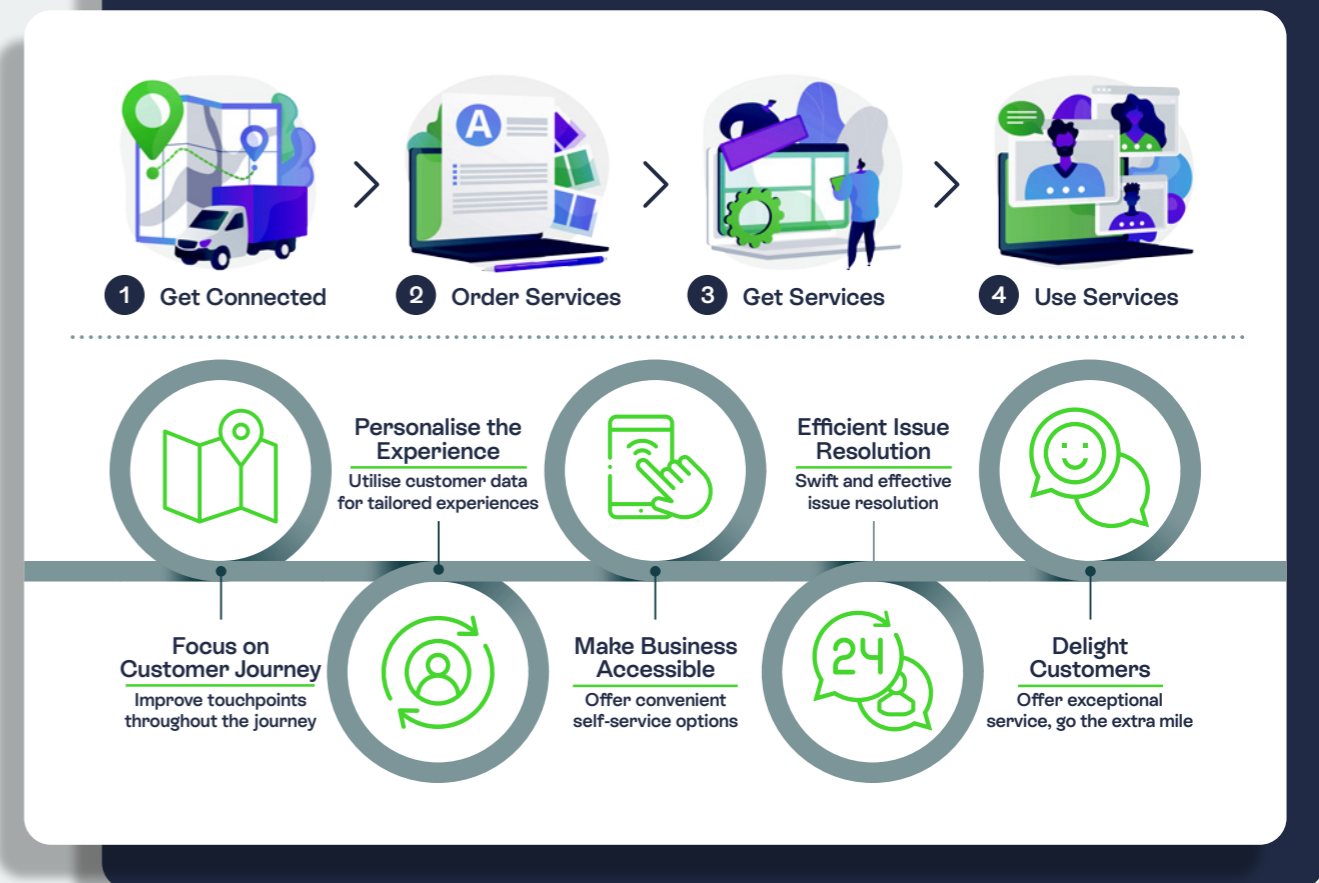 A
1 Get Connected
2 Order Services
3 Get Services
4 Use Services
Personalise the
Experience
Utilise customer data
for tailored experiences
Efficient Issue
Resolution
Swift and effective
issue resolution
24
Focus on
Customer Journey
Improve touchpoints
throughout the journey
Make Business
Accessible
Offer convenient
self-service options
Delight
Customers
Offer exceptional
service, go the extra mile